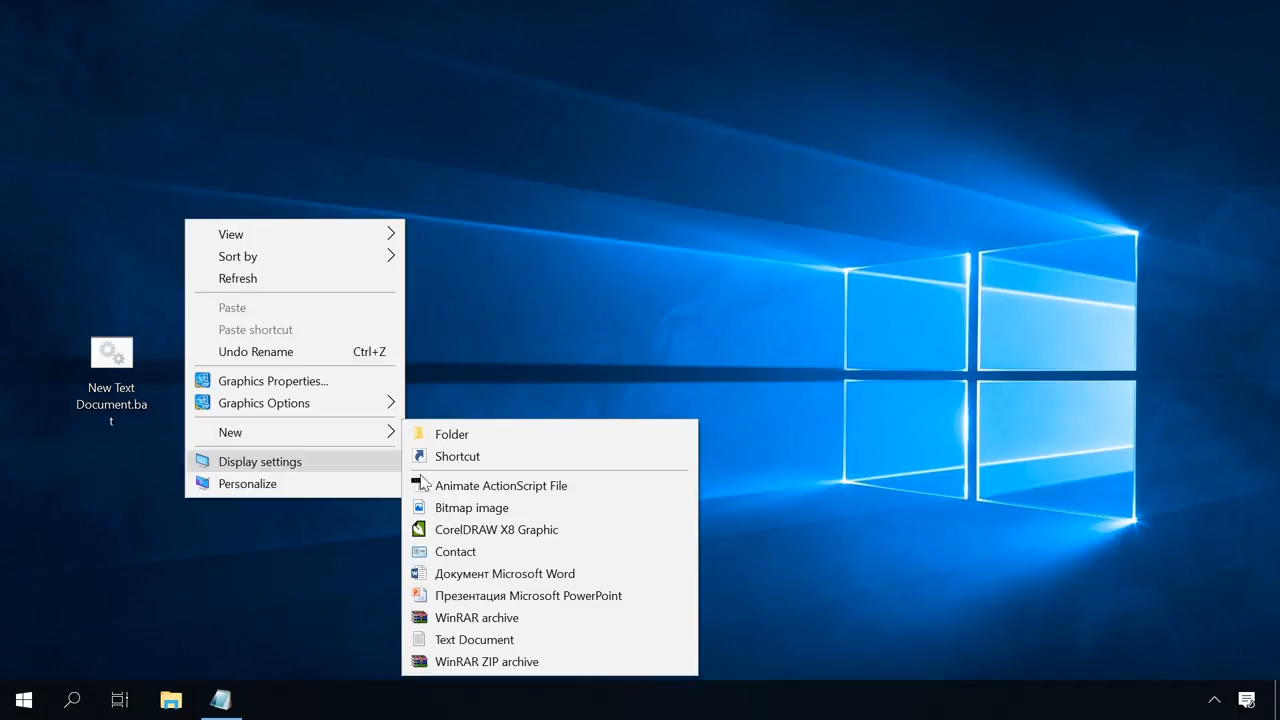 View
Sort by
Refresh
Paste
Paste shortcut
Undo Rename Ctrl+Z
Graphics Properties...
Graphics Options
New
Display settings
Personalize
New Text
Document.ba
t
Folder
Shortcut
Animate ActionScript File
Bitmap image
CorelDRAW X8 Graphic
Contact
Документ Microsoft Word
Презентация Microsoft PowerPoint
WinRAR archive
Text Document
WinRAR ZIP archive